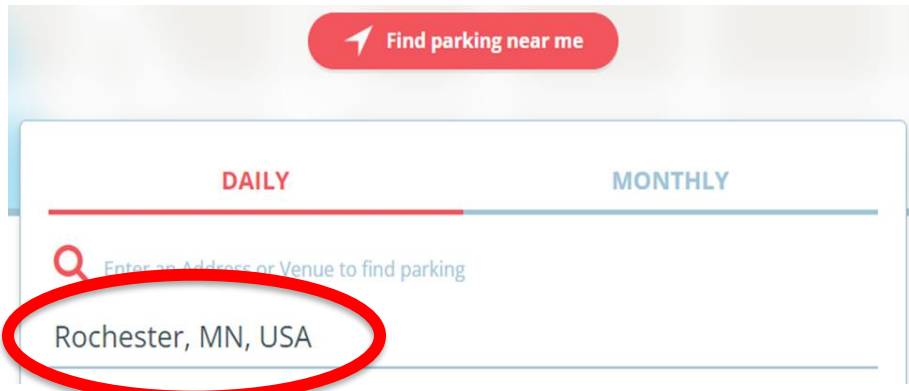 Find parking near me
DAILY MONTHLY
Enter an Address or Venue to find parking
Rochester, MN, USA